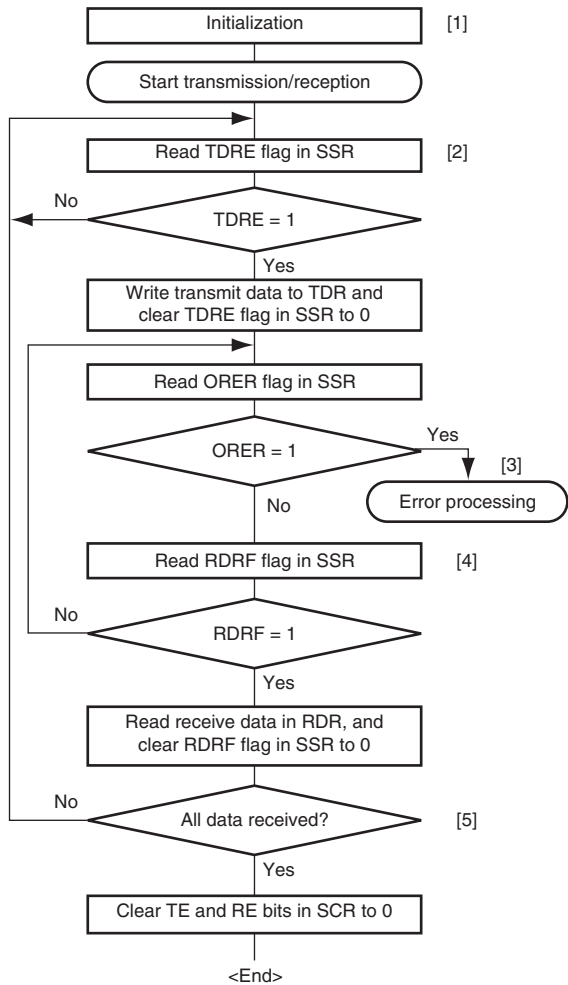 Initialization
[1]
Start transmission/reception
Read TDRE flag in SSR
[2]
No
TDRE = 1
Yes
Write transmit data to TDR and
clear TDRE flag in SSR to 0
Read ORER flag in SSR
ORER = 1
Yes
[3]
Error processing
No
Read RDRF flag in SSR
[4]
No
RDRF = 1
Yes
Read receive data in RDR, and
clear RDRF flag in SSR to 0
No
All data received?
[5]
Yes
Clear TE and RE bits in SCR to 0
<End>